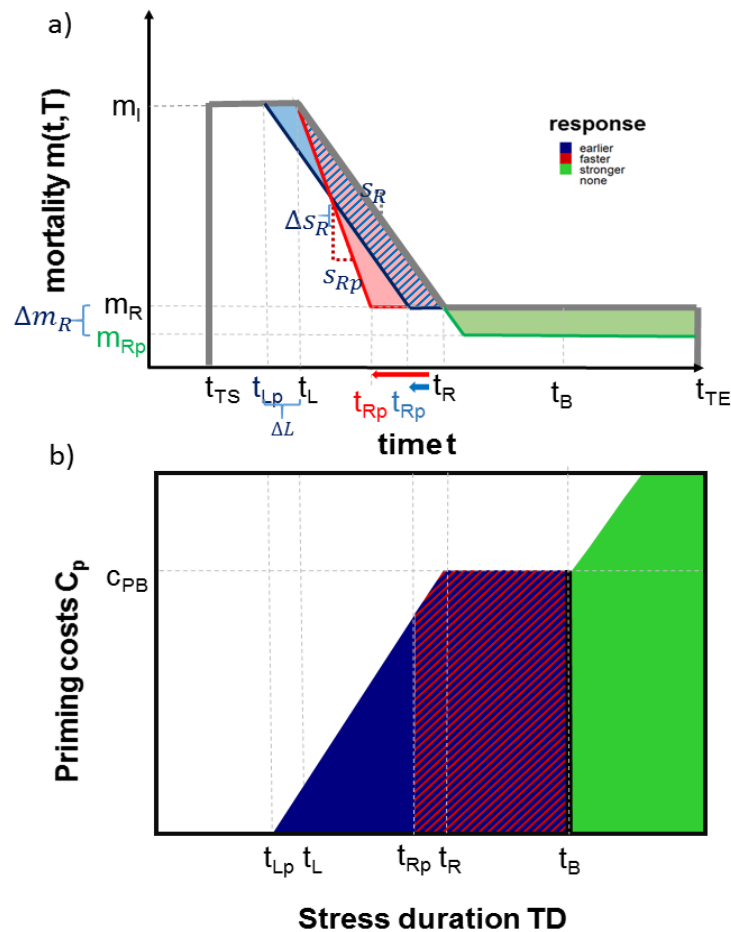 a)
mortality m(t,T)
m_I
m_R
Δm_R
m_Rp
s_R
Δs_R
s_Rp
response
earlier
faster
stronger
none
t_TS
t_Lp
t_L
t_Rp
t_Rp
t_R
t_B
t_TE
ΔL
time t
b)
Priming costs C_p
c_PB
t_Lp
t_L
t_Rp
t_R
t_B
Stress duration TD